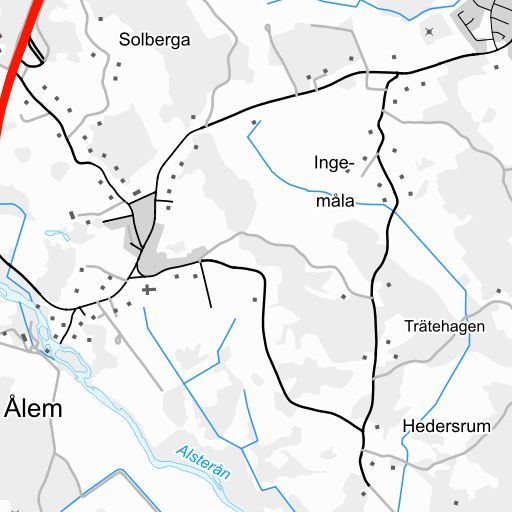 Solberga
Inge-
måla
Trätehagen
Ålem
Hedersrum
Alsterån